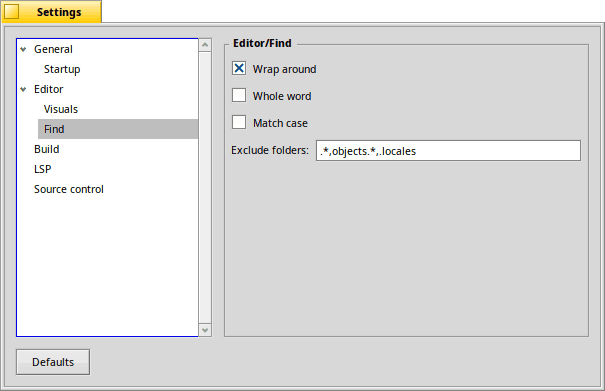 Settings
General
Startup
Editor
Visuals
Find
Build
LSP
Source control
Editor/Find
Wrap around
Whole word
Match case
Exclude folders: .*,objects.*,.locales
Defaults